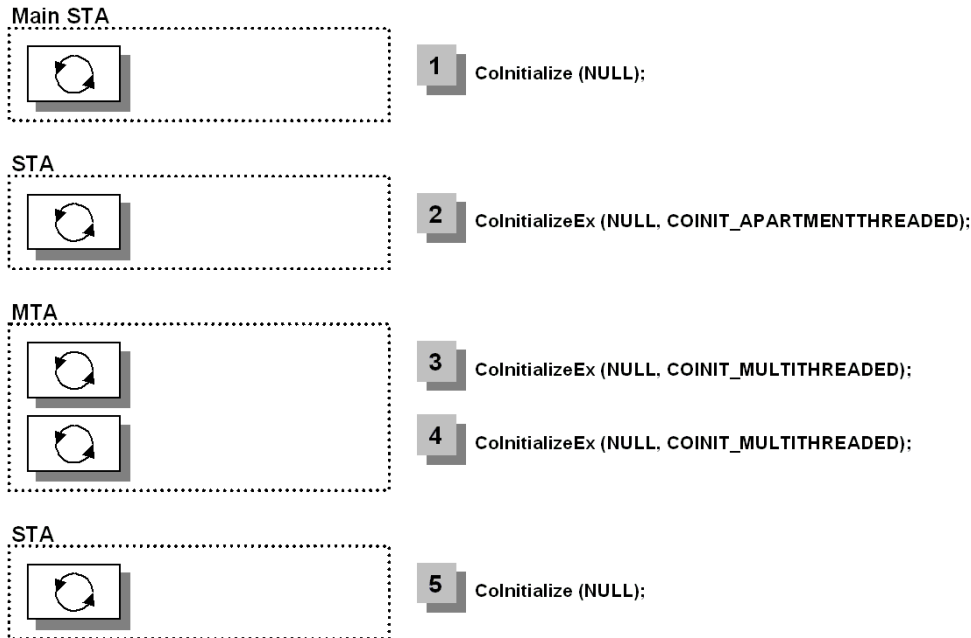 Main STA
1 CoInitialize (NULL);
STA
2 CoInitializeEx (NULL, COINIT_APARTMENTTHREADED);
MTA
3 CoInitializeEx (NULL, COINIT_MULTITHREADED);
4 CoInitializeEx (NULL, COINIT_MULTITHREADED);
STA
5 CoInitialize (NULL);